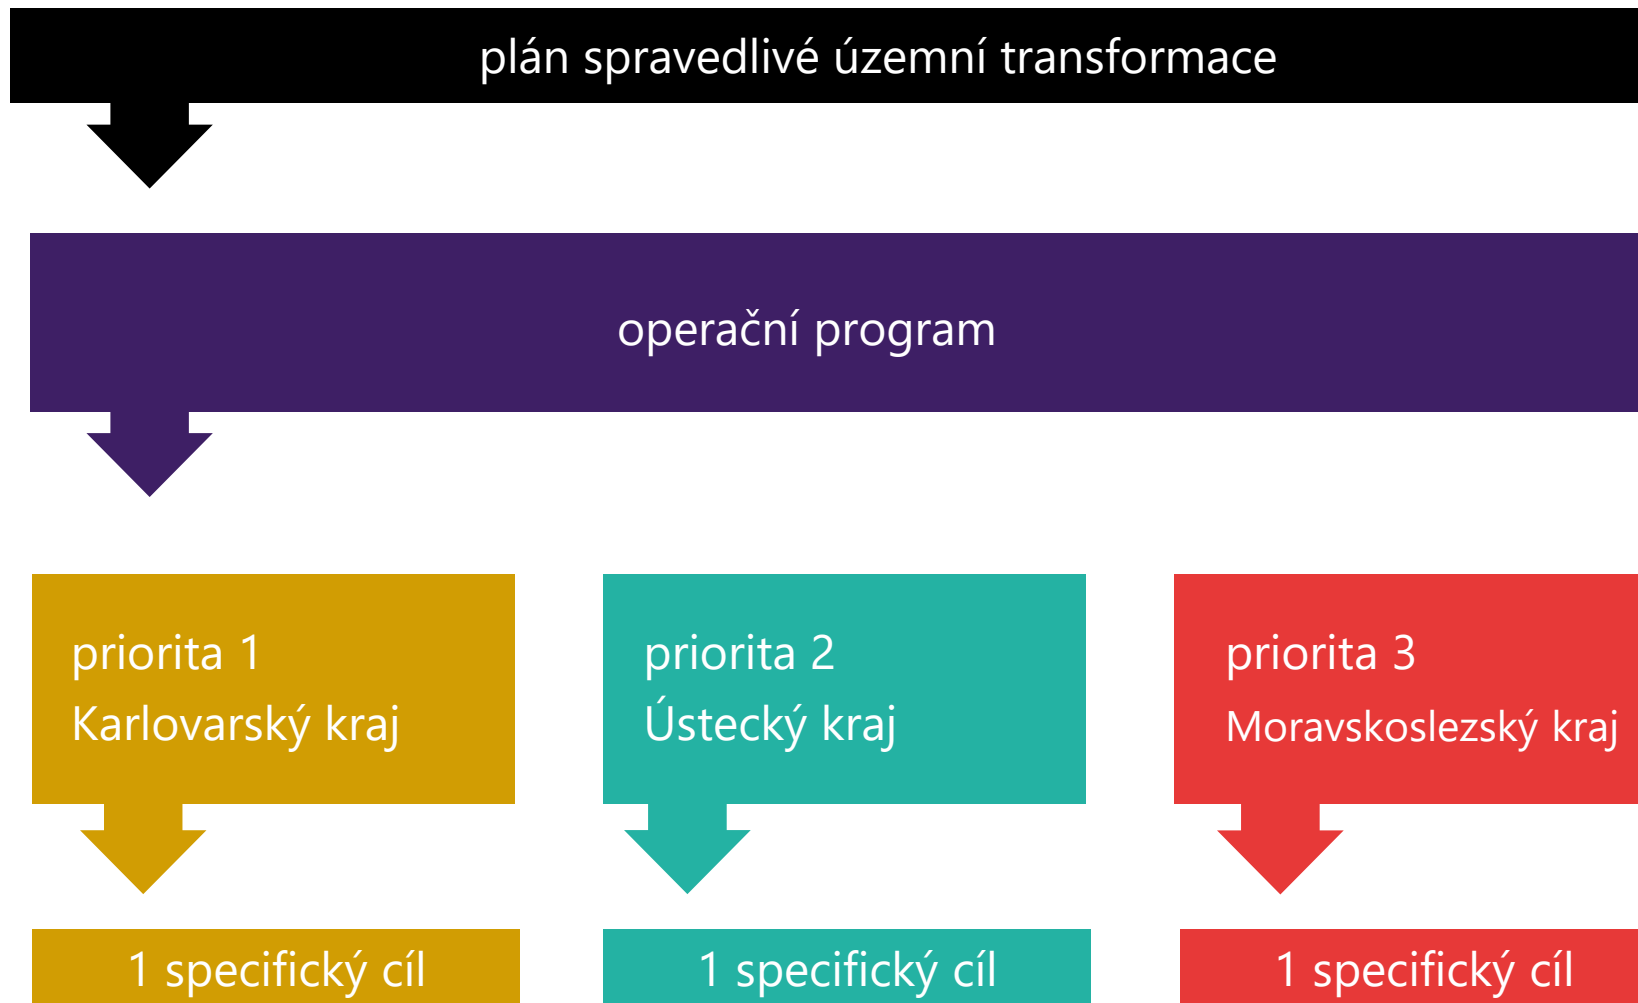 plán spravedlivé územní transformace
operační program
priorita 1
Karlovarský kraj
priorita 2
Ústecký kraj
priorita 3
Moravskoslezský kraj
1 specifický cíl
1 specifický cíl
1 specifický cíl